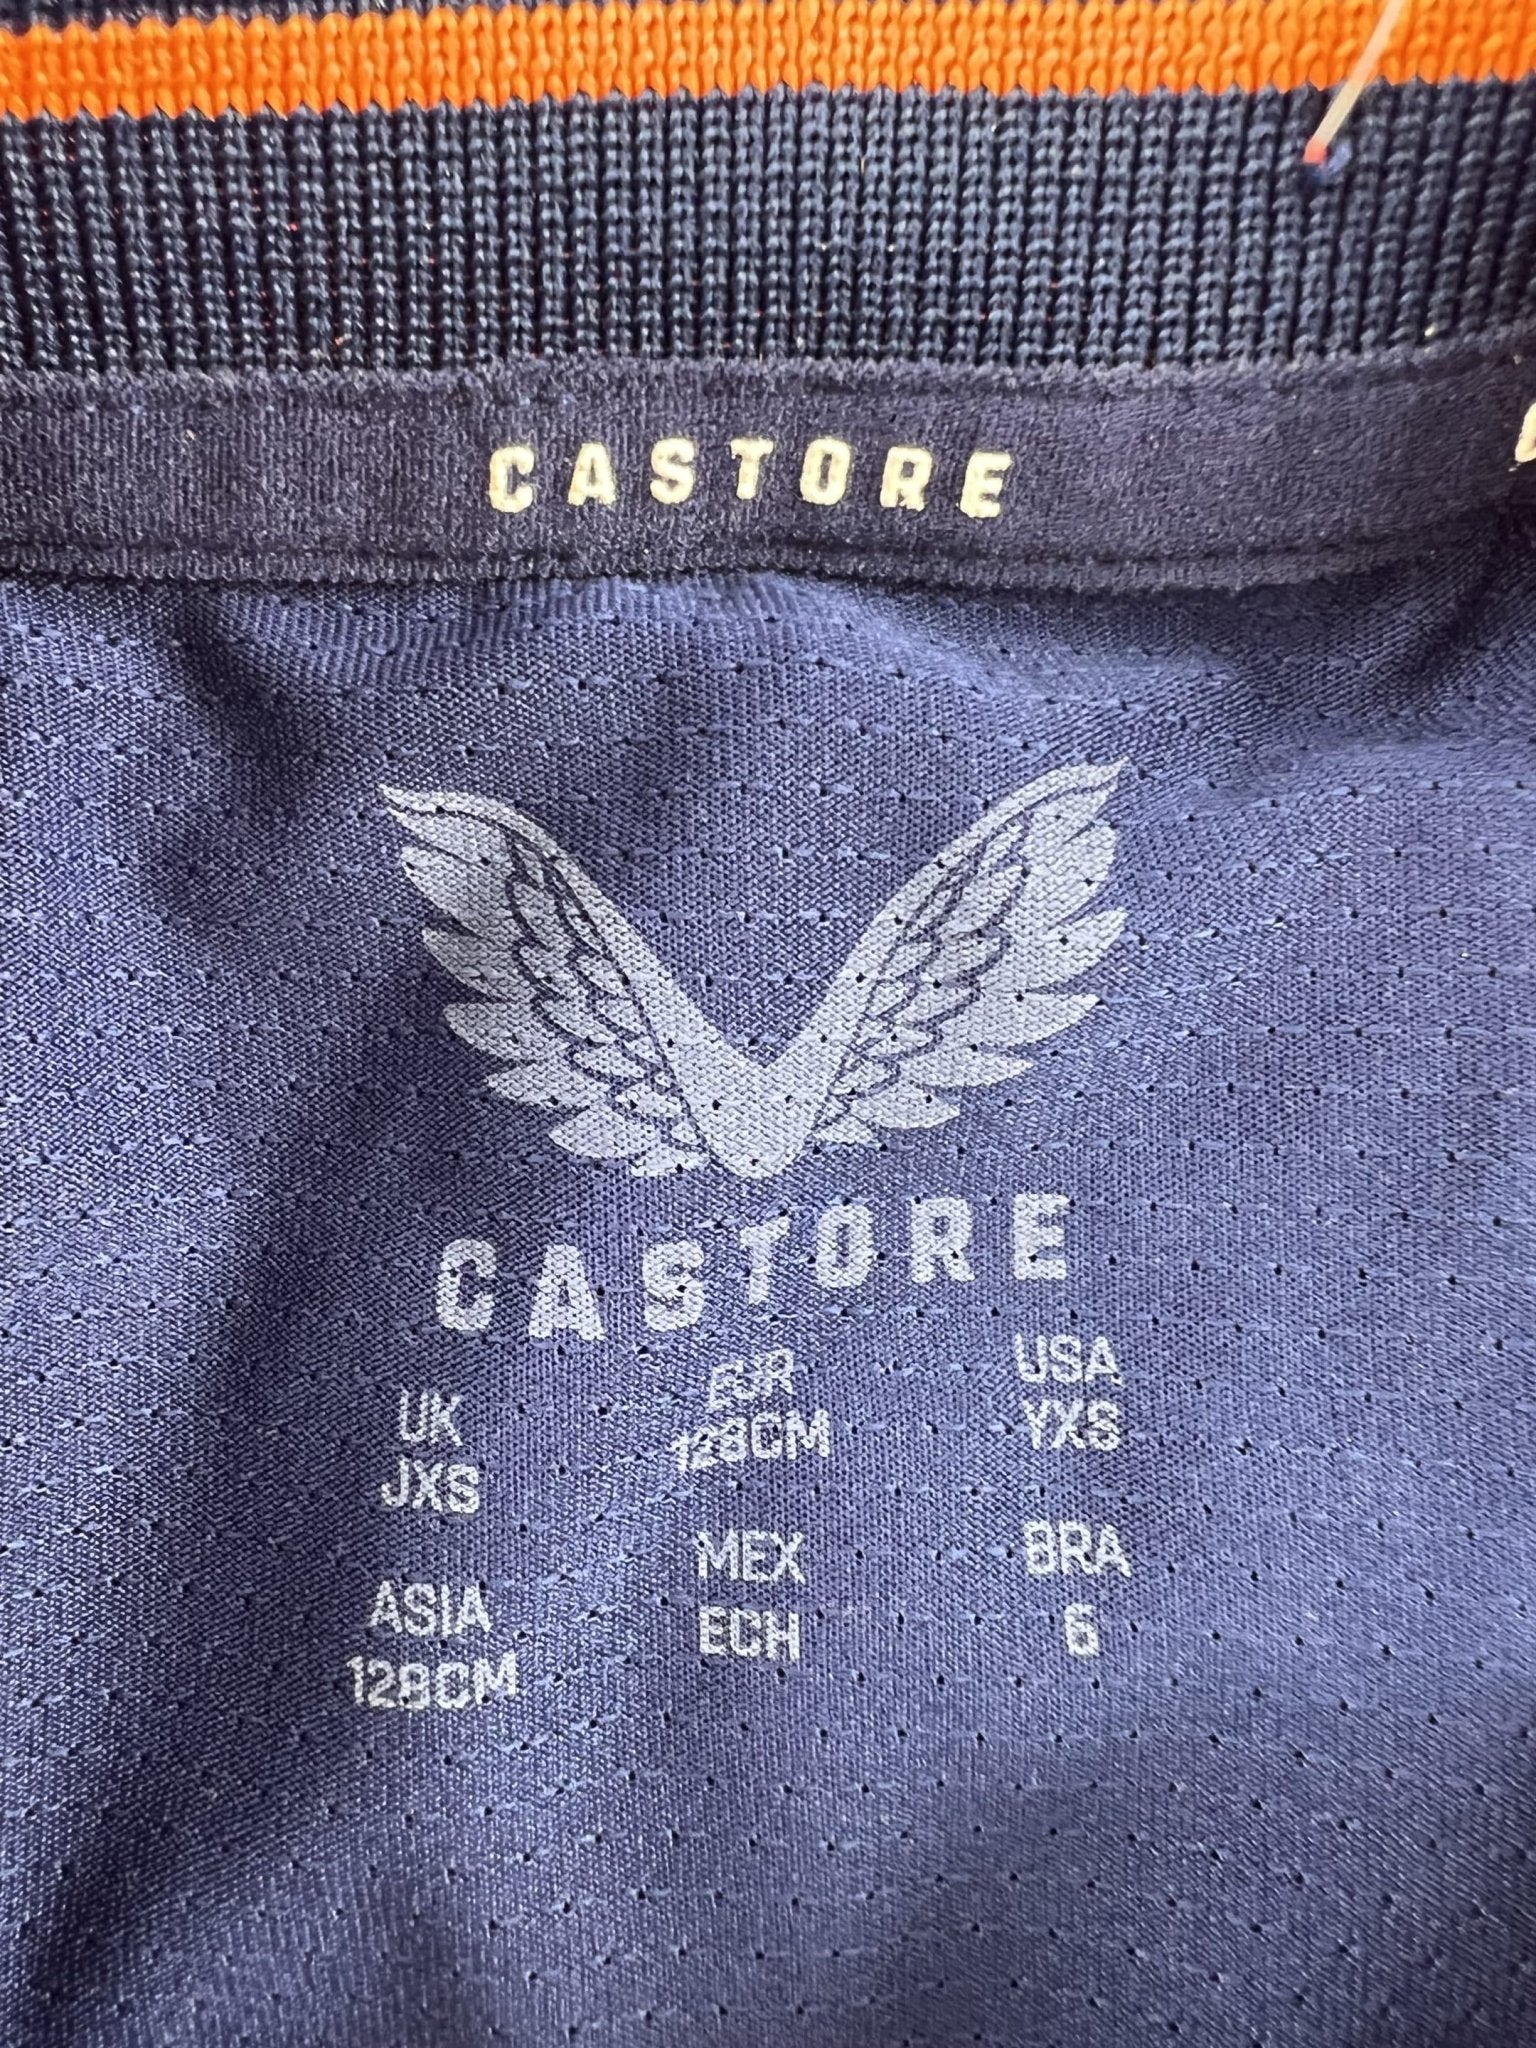 CASTORE
CASTORE
UK EUR USA
JXS 128CM YXS
ASIA MEX BRA
128CM ECH 6